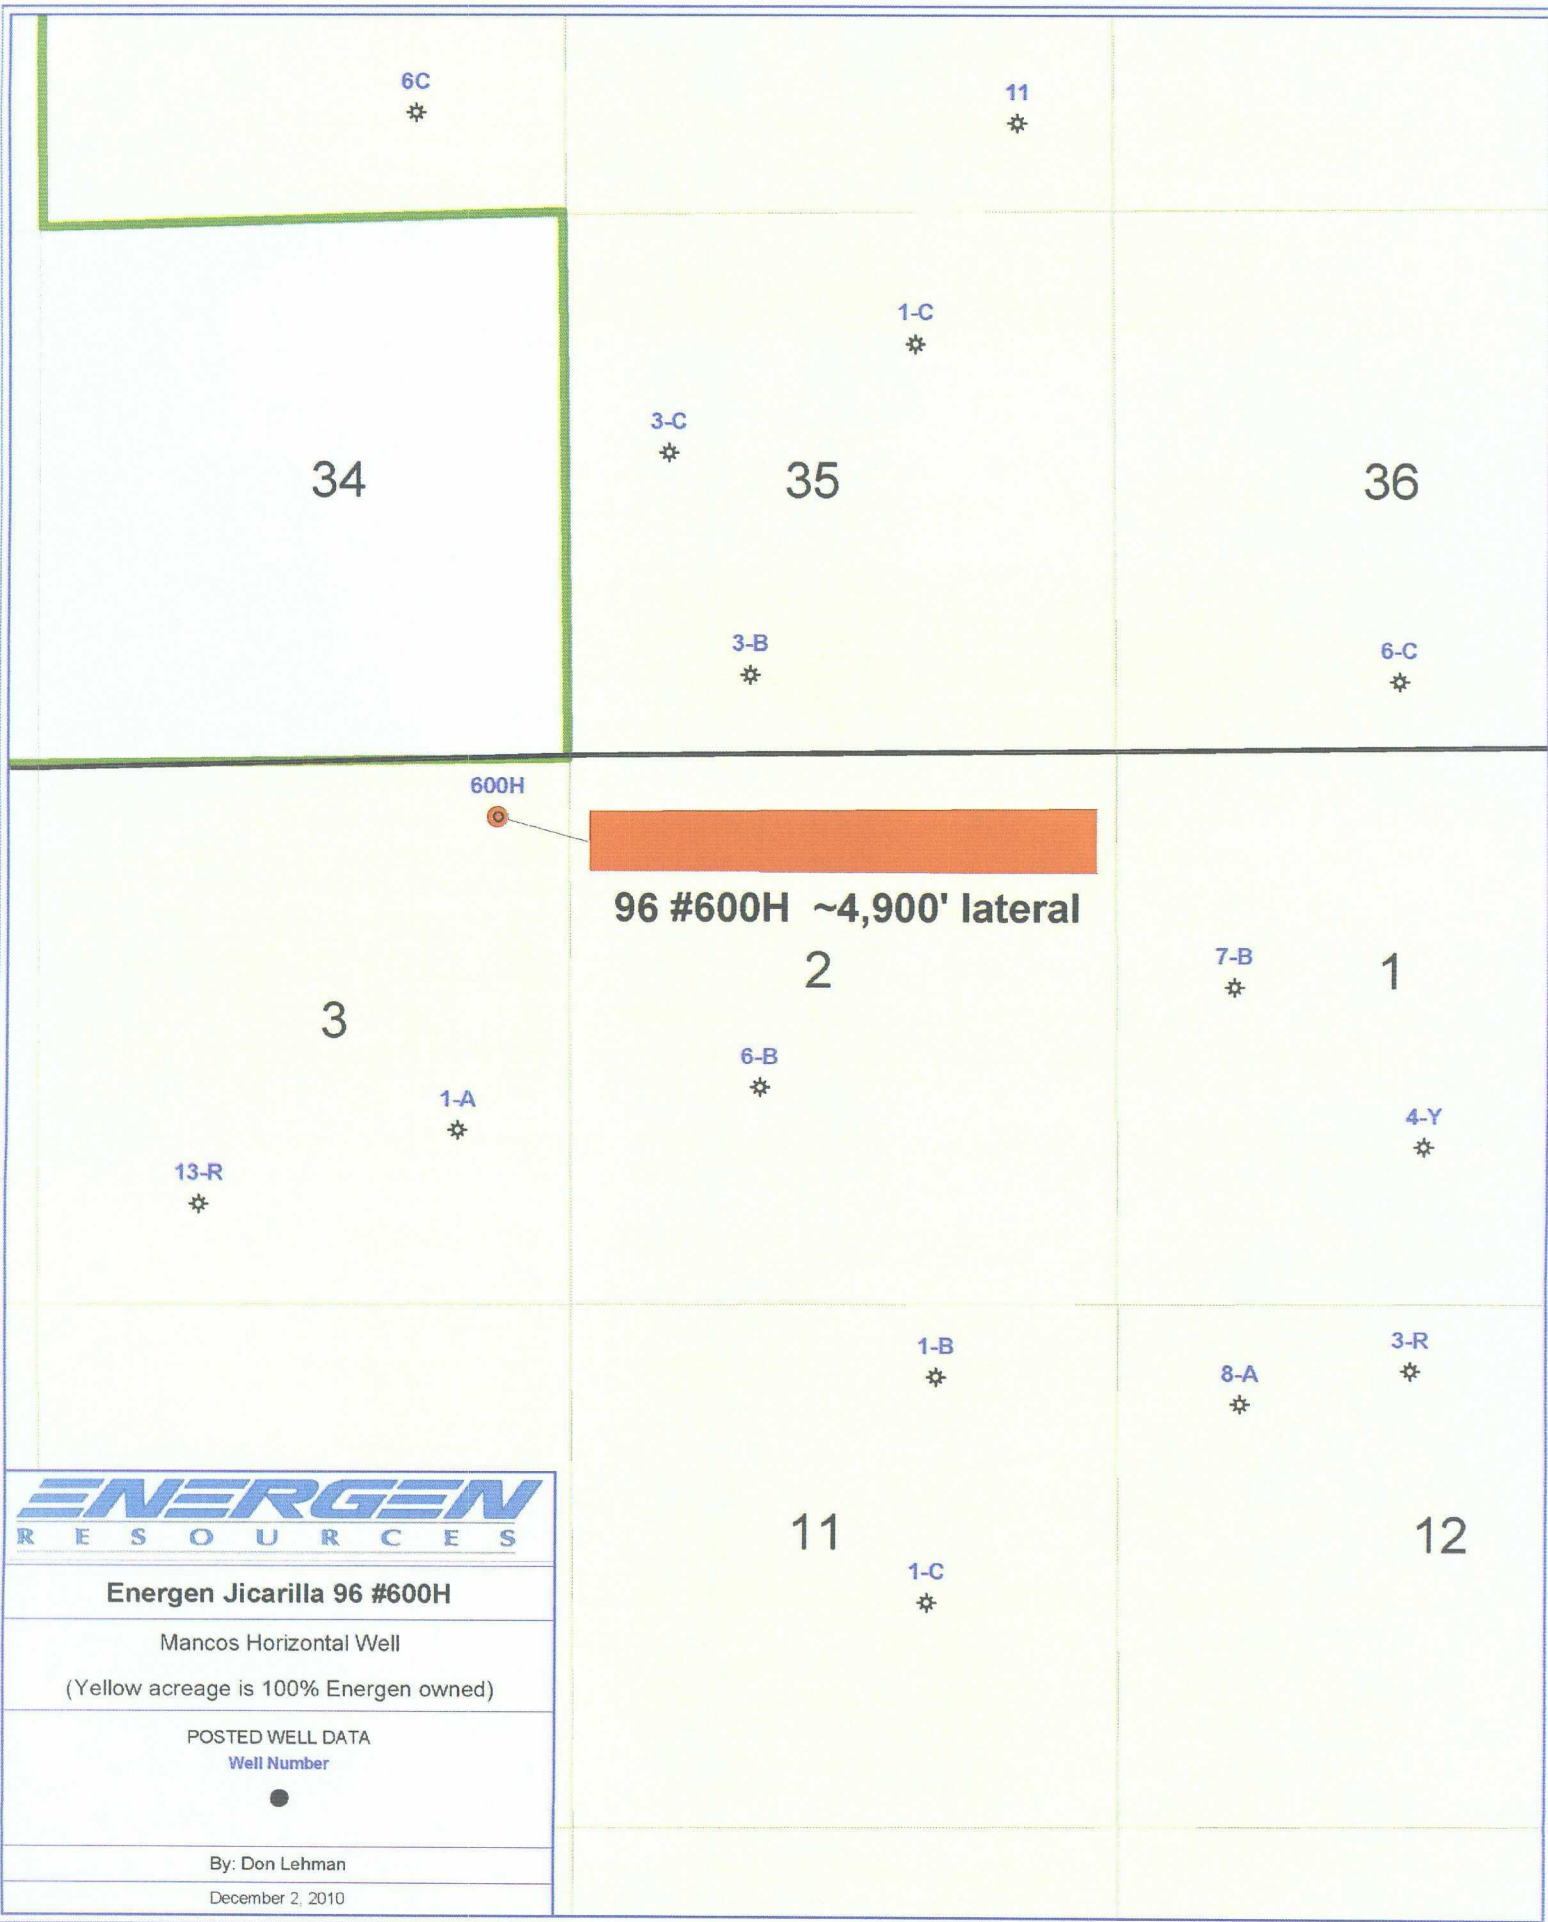 6C
11
1-C
3-C
34
35
36
3-B
6-C
600H
96 #600H ~4,900' lateral
2
7-B
1
3
6-B
1-A
4-Y
13-R
1-B
3-R
8-A
ENERGEN
RESOURCES
11
12
1-C
Energen Jicarilla 96 #600H
Mancos Horizontal Well
(Yellow acreage is 100% Energen owned)
POSTED WELL DATA
Well Number
By: Don Lehman
December 2, 2010